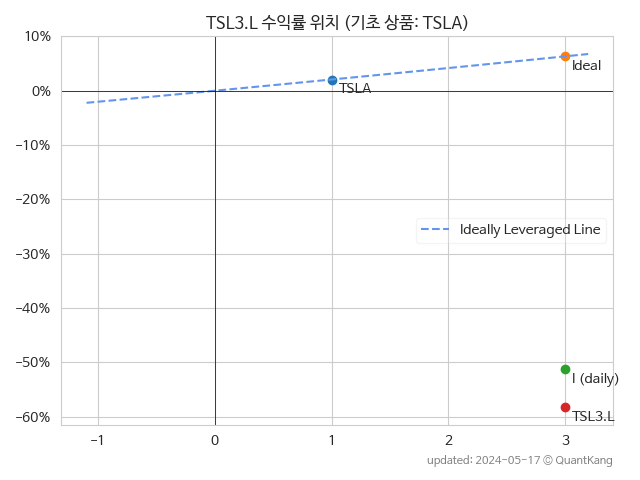 TSL3.L 수익률 위치 (기초 상품: TSLA)
10%
0%
−10%
−20%
−30%
−40%
−50%
−60%
Ideal
TSLA
Ideally Leveraged Line
I (daily)
TSL3.L
−1
0
1
2
3
updated: 2024-05-17 © QuantKang